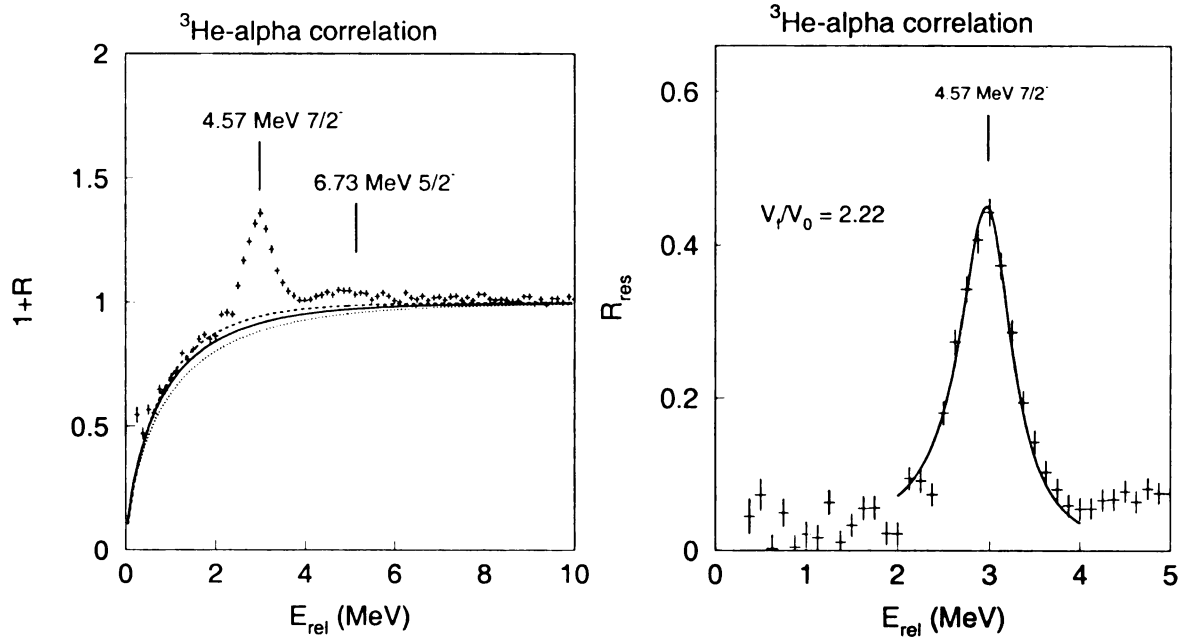 ³He-alpha correlation
2
1.5
1
0.5
0
1+R
4.57 MeV 7/2⁻
6.73 MeV 5/2⁻
0 2 4 6 8 10
E_rel (MeV)
³He-alpha correlation
0.6
0.4
0.2
0
R_res
4.57 MeV 7/2⁻
V_f/V_0 = 2.22
0 1 2 3 4 5
E_rel (MeV)